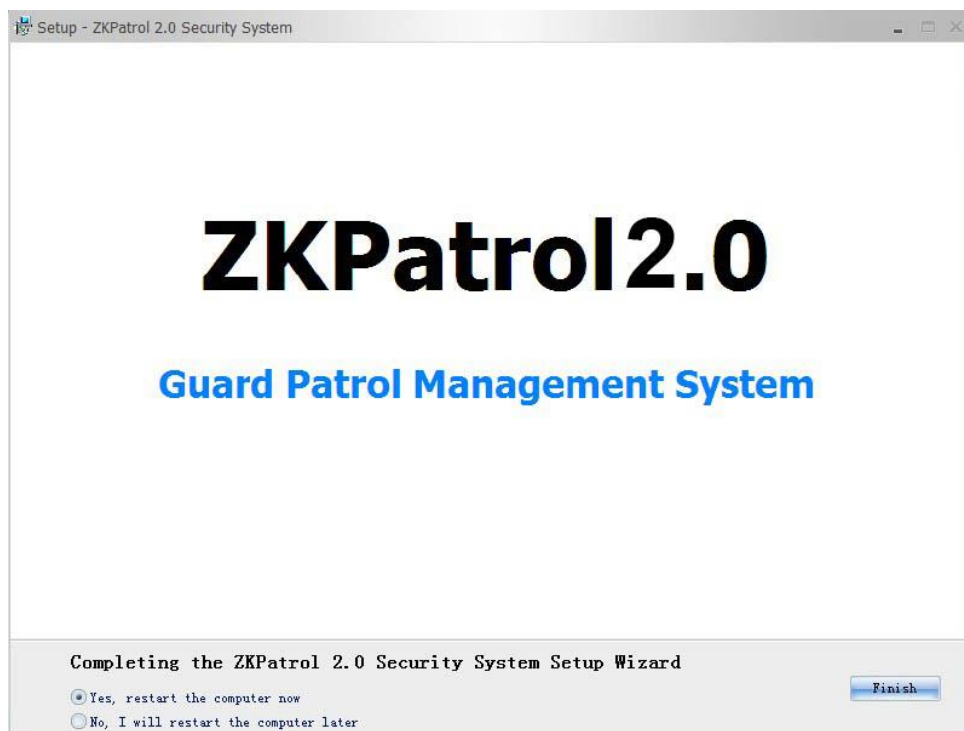 Setup - ZKPatrol 2.0 Security System
ZKPatrol2.0
Guard Patrol Management System
Completing the ZKPatrol 2.0 Security System Setup Wizard
Yes, restart the computer now
Finish
No, I will restart the computer later